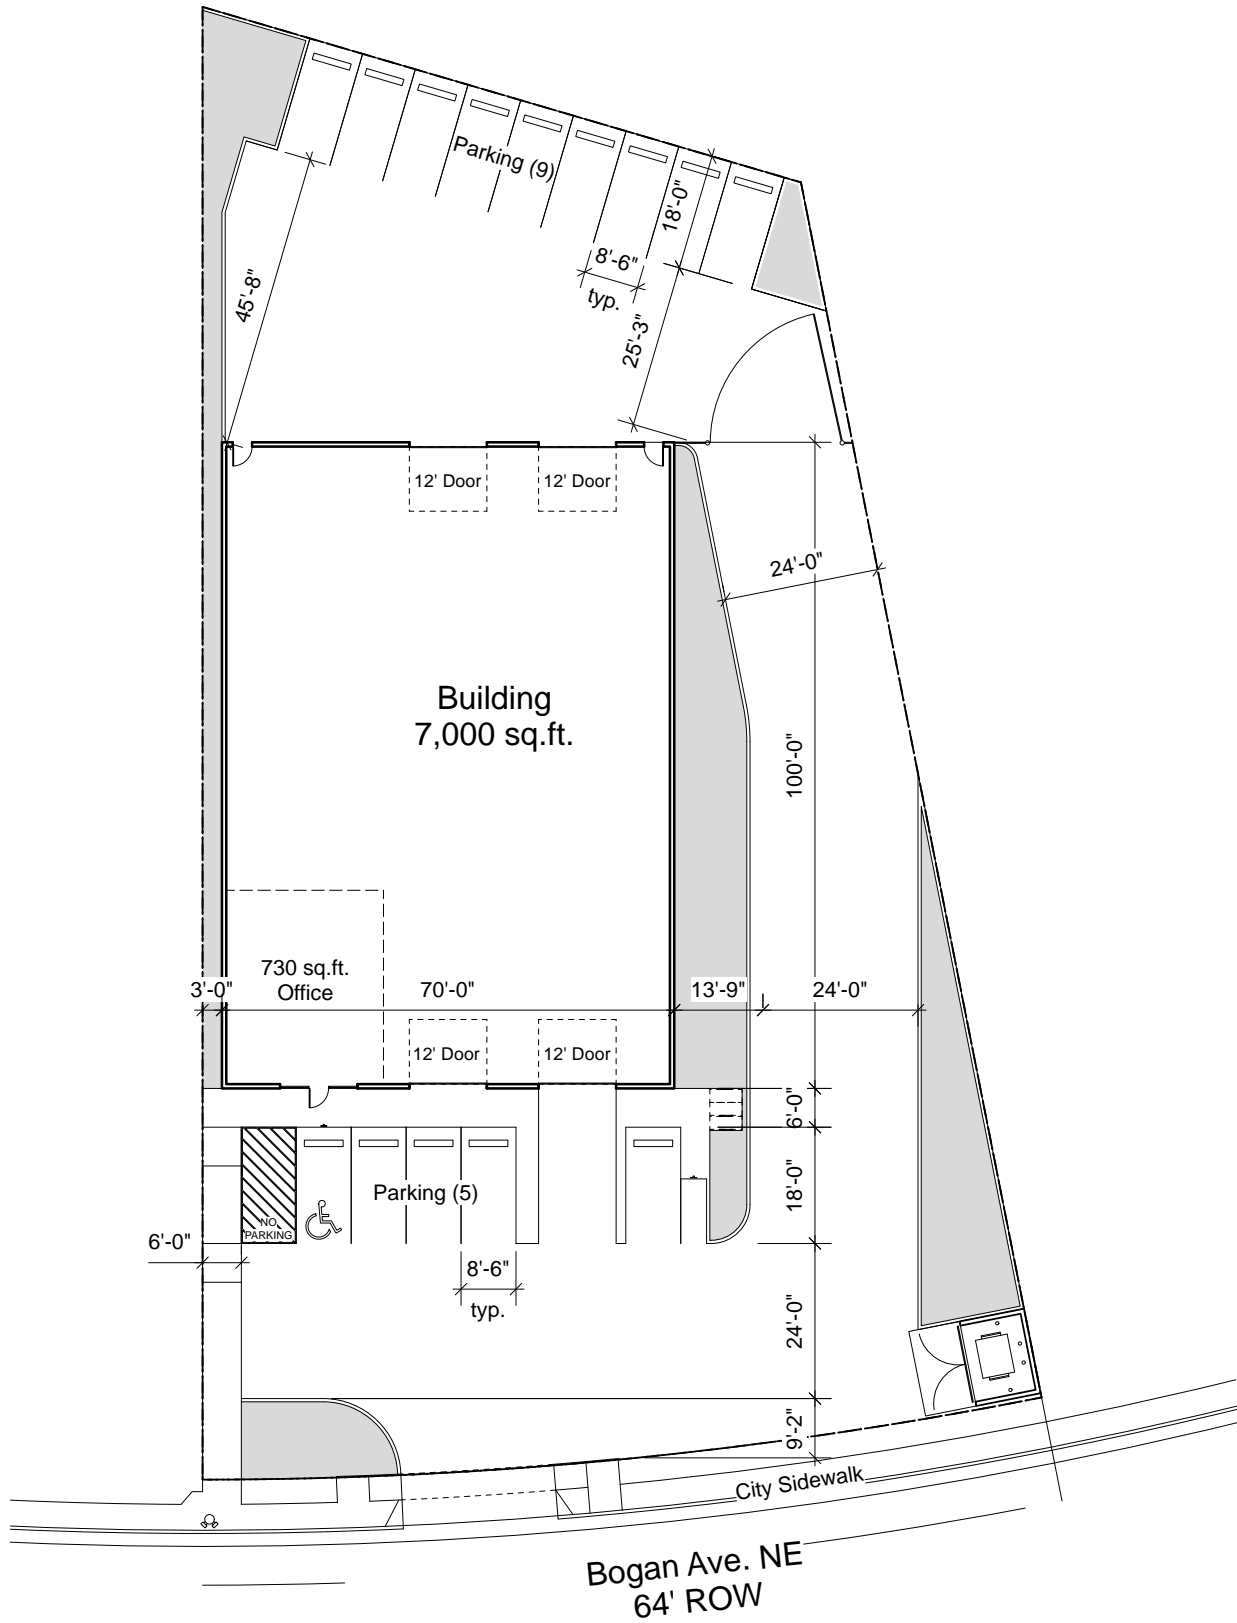 Parking (9)
18'-0"
8'-6"
typ.
45'-8"
25'-3"
12' Door
12' Door
24'-0"
Building
7,000 sq.ft.
100'-0"
730 sq.ft.
Office
3'-0"
70'-0"
13'-9"
24'-0"
12' Door
12' Door
6'-0"
Parking (5)
18'-0"
NO
PARKING
6'-0"
8'-6"
typ.
24'-0"
9'-2"
City Sidewalk
Bogan Ave. NE
64' ROW